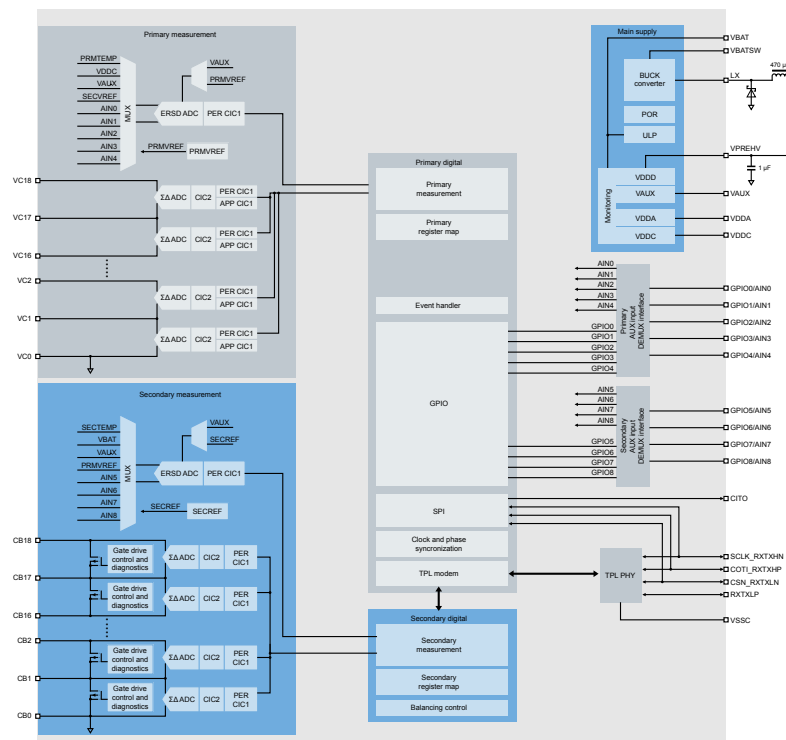 Primary measurement
PRMTEMP
VDDC
VAUX
SECVREF
AIN0
AIN1
AIN2
AIN3
AIN4
MUX
VAUX
PRMVREF
ERSD ADC
PER CIC1
PRMVREF
PRMVREF
VC18
VC17
VC16
VC2
VC1
VC0
ΣΔ ADC
CIC2
PER CIC1
APP CIC1
ΣΔ ADC
CIC2
PER CIC1
APP CIC1
ΣΔ ADC
CIC2
PER CIC1
APP CIC1
ΣΔ ADC
CIC2
PER CIC1
APP CIC1
Secondary measurement
SECTEMP
VBAT
VAUX
PRMVREF
AIN5
AIN6
AIN7
AIN8
MUX
VAUX
SECREF
ERSD ADC
PER CIC1
SECREF
SECREF
CB18
CB17
CB16
CB2
CB1
CB0
Gate drive
control and
diagnostics
ΣΔ ADC
CIC2
PER
CIC1
Gate drive
control and
diagnostics
ΣΔ ADC
CIC2
PER
CIC1
Gate drive
control and
diagnostics
ΣΔ ADC
CIC2
PER
CIC1
Gate drive
control and
diagnostics
ΣΔ ADC
CIC2
PER
CIC1
Primary digital
Primary
measurement
Primary
register map
Event handler
GPIO
SPI
Clock and phase
syncronization
TPL modem
Secondary digital
Secondary
measurement
Secondary
register map
Balancing control
Main supply
BUCK
converter
POR
ULP
Monitoring
VDDD
VAUX
VDDA
VDDC
VBAT
VBATSW
LX
470 µ
VPREHV
1 µF
VAUX
VDDA
VDDC
AIN0
AIN1
AIN2
AIN3
AIN4
GPIO0
GPIO1
GPIO2
GPIO3
GPIO4
Primary
AUX input
DEMUX interface
GPIO0/AIN0
GPIO1/AIN1
GPIO2/AIN2
GPIO3/AIN3
GPIO4/AIN4
AIN5
AIN6
AIN7
AIN8
GPIO5
GPIO6
GPIO7
GPIO8
Secondary
AUX input
DEMUX interface
GPIO5/AIN5
GPIO6/AIN6
GPIO7/AIN7
GPIO8/AIN8
CITO
TPL PHY
SCLK_RXTXHN
COTI_RXTXHP
CSN_RXTXLN
RXTXLP
VSSC